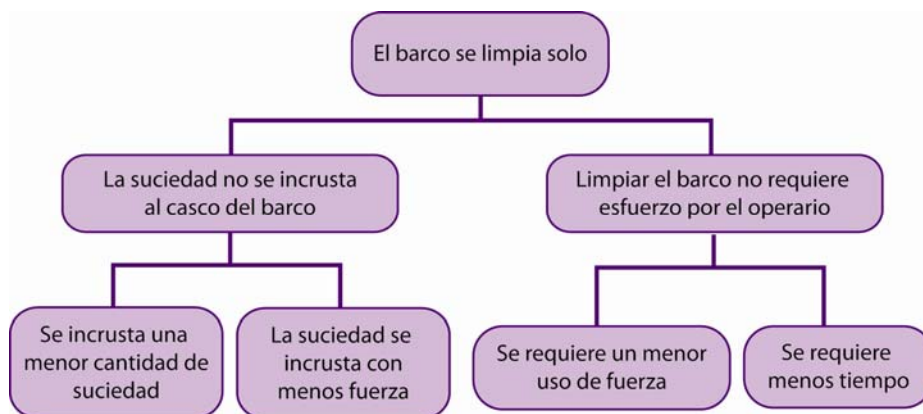 El barco se limpia solo
La suciedad no se incrusta
al casco del barco
Limpiar el barco no requiere
esfuerzo por el operario
Se incrusta una
menor cantidad de
suciedad
La suciedad se
incrusta con
menos fuerza
Se requiere un menor
uso de fuerza
Se requiere
menos tiempo